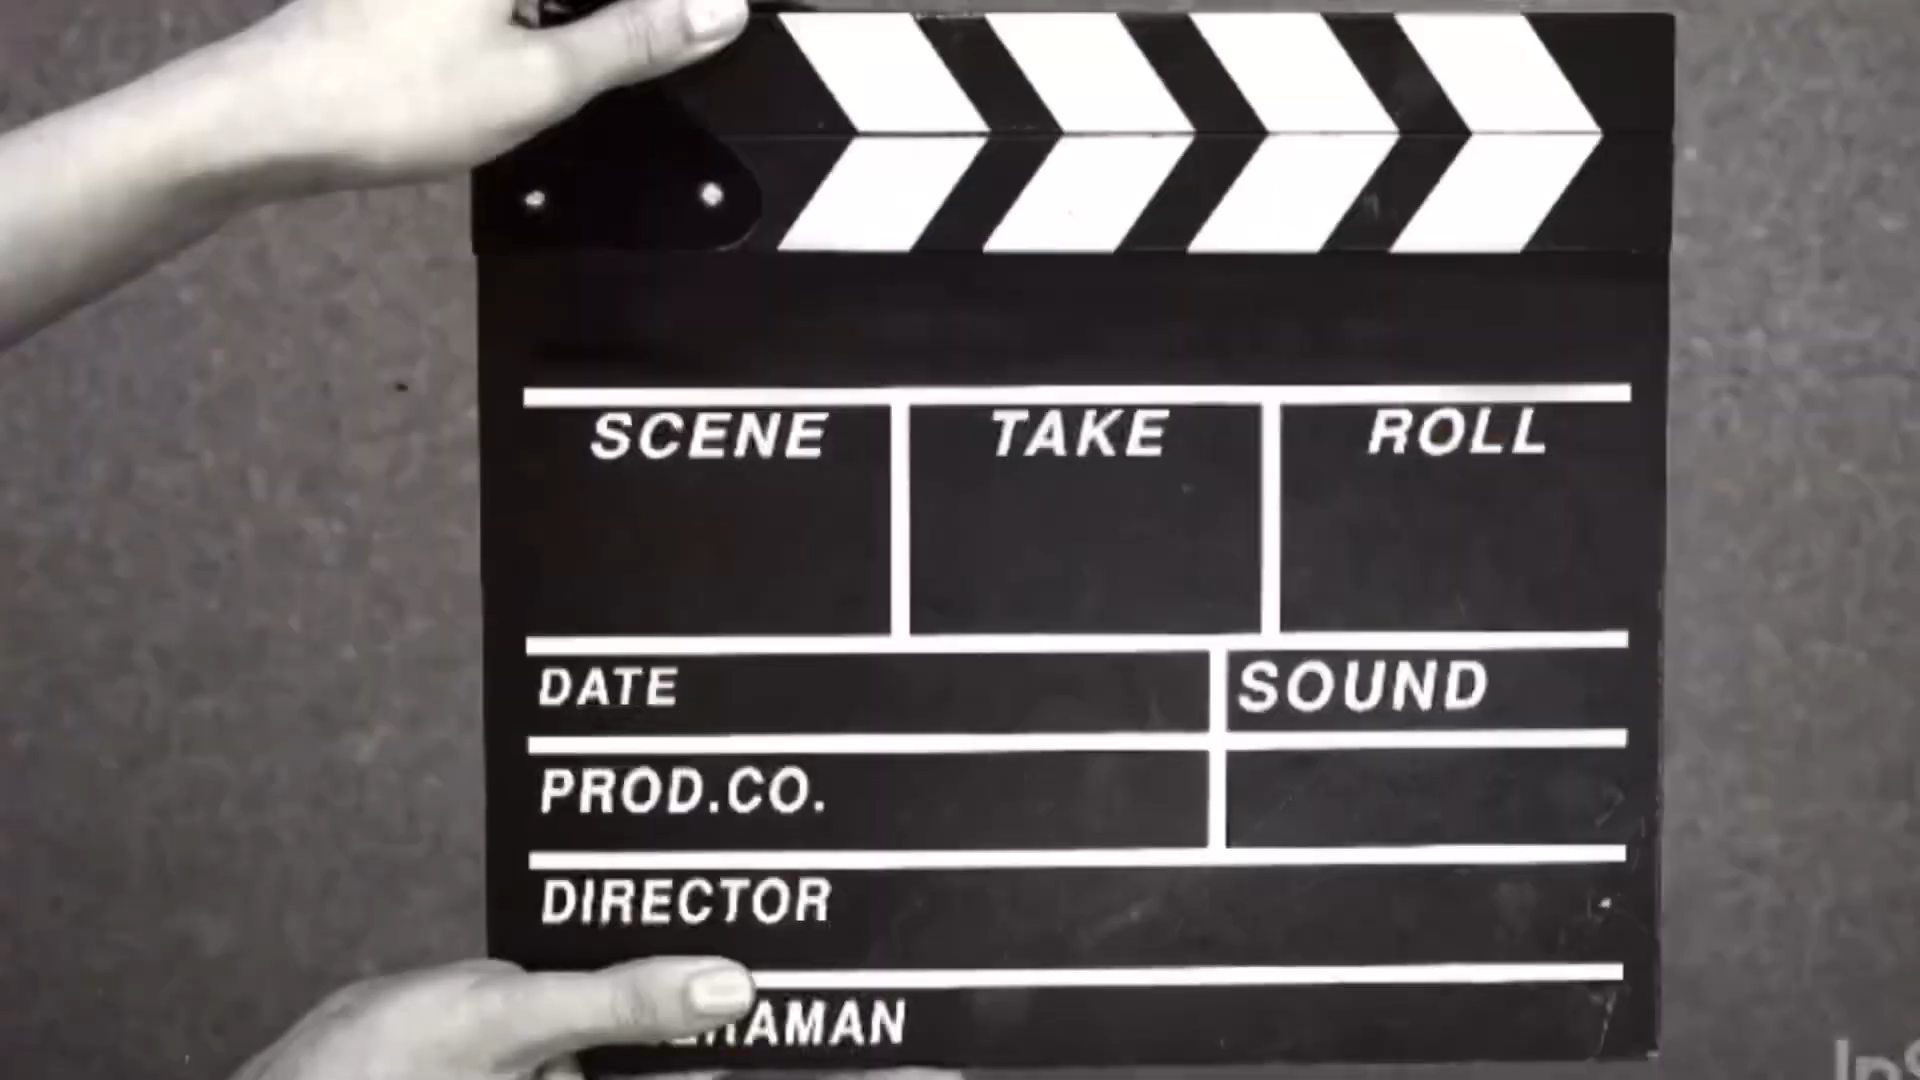 SCENE TAKE ROLL
DATE SOUND
PROD.CO.
DIRECTOR